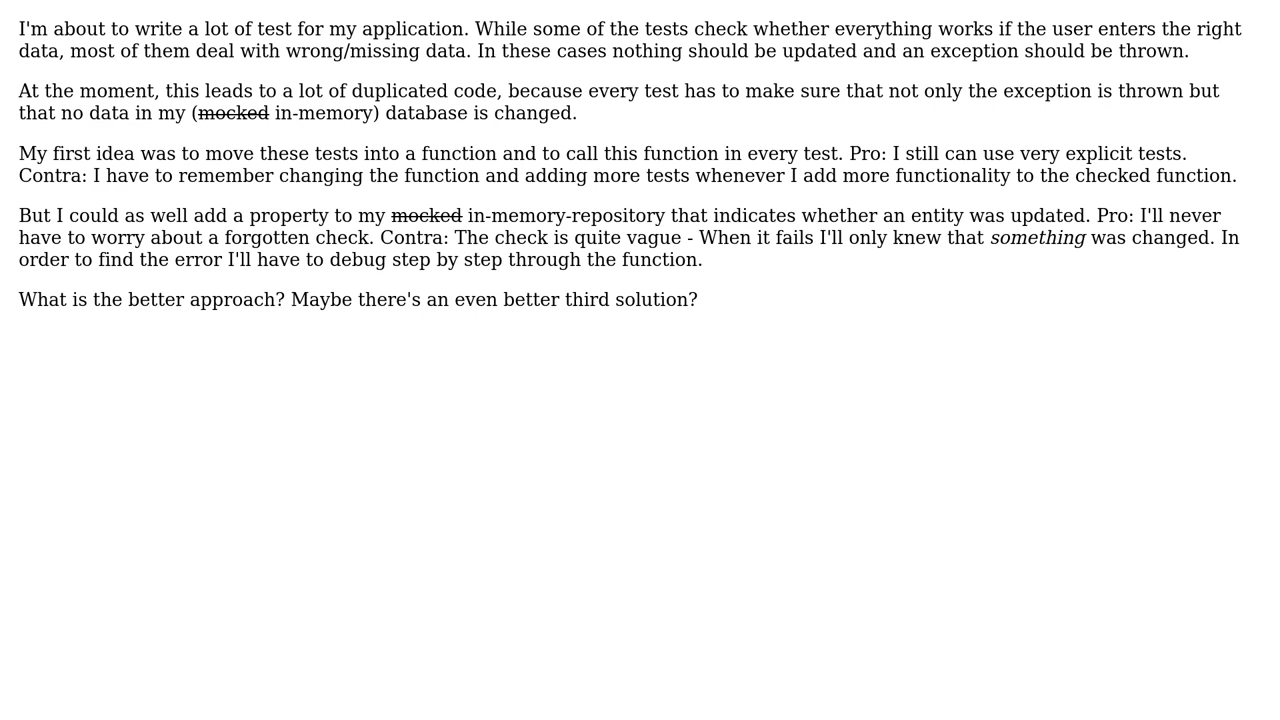 I'm about to write a lot of test for my application. While some of the tests check whether everything works if the user enters the right
data, most of them deal with wrong/missing data. In these cases nothing should be updated and an exception should be thrown.
At the moment, this leads to a lot of duplicated code, because every test has to make sure that not only the exception is thrown but
that no data in my (mocked in-memory) database is changed.
My first idea was to move these tests into a function and to call this function in every test. Pro: I still can use very explicit tests.
Contra: I have to remember changing the function and adding more tests whenever I add more functionality to the checked function.
But I could as well add a property to my mocked in-memory-repository that indicates whether an entity was updated. Pro: I'll never
have to worry about a forgotten check. Contra: The check is quite vague - When it fails I'll only knew that something was changed. In
order to find the error I'll have to debug step by step through the function.
What is the better approach? Maybe there's an even better third solution?